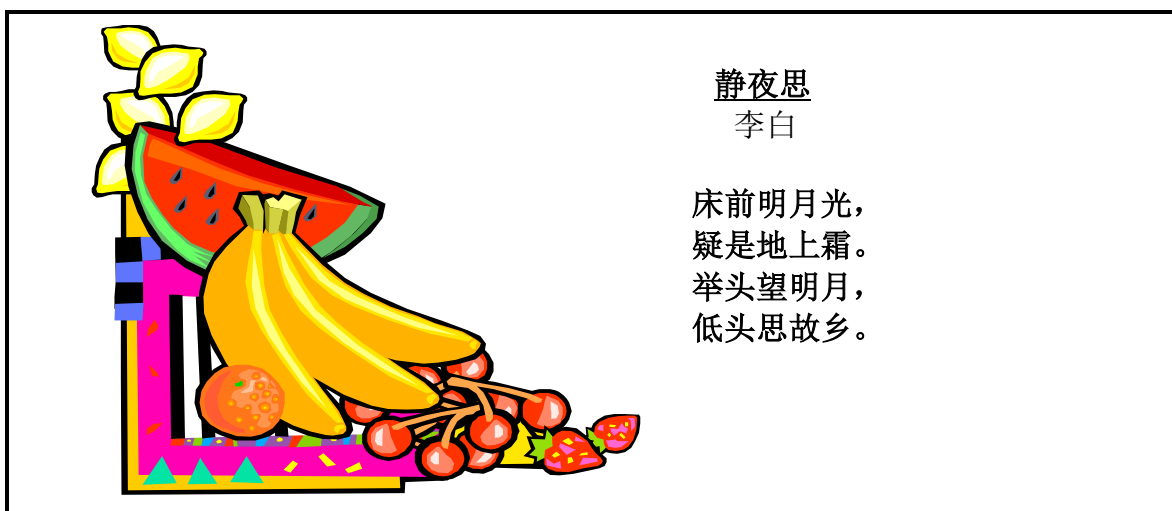 静夜思
李白
床前明月光，
疑是地上霜。
举头望明月，
低头思故乡。